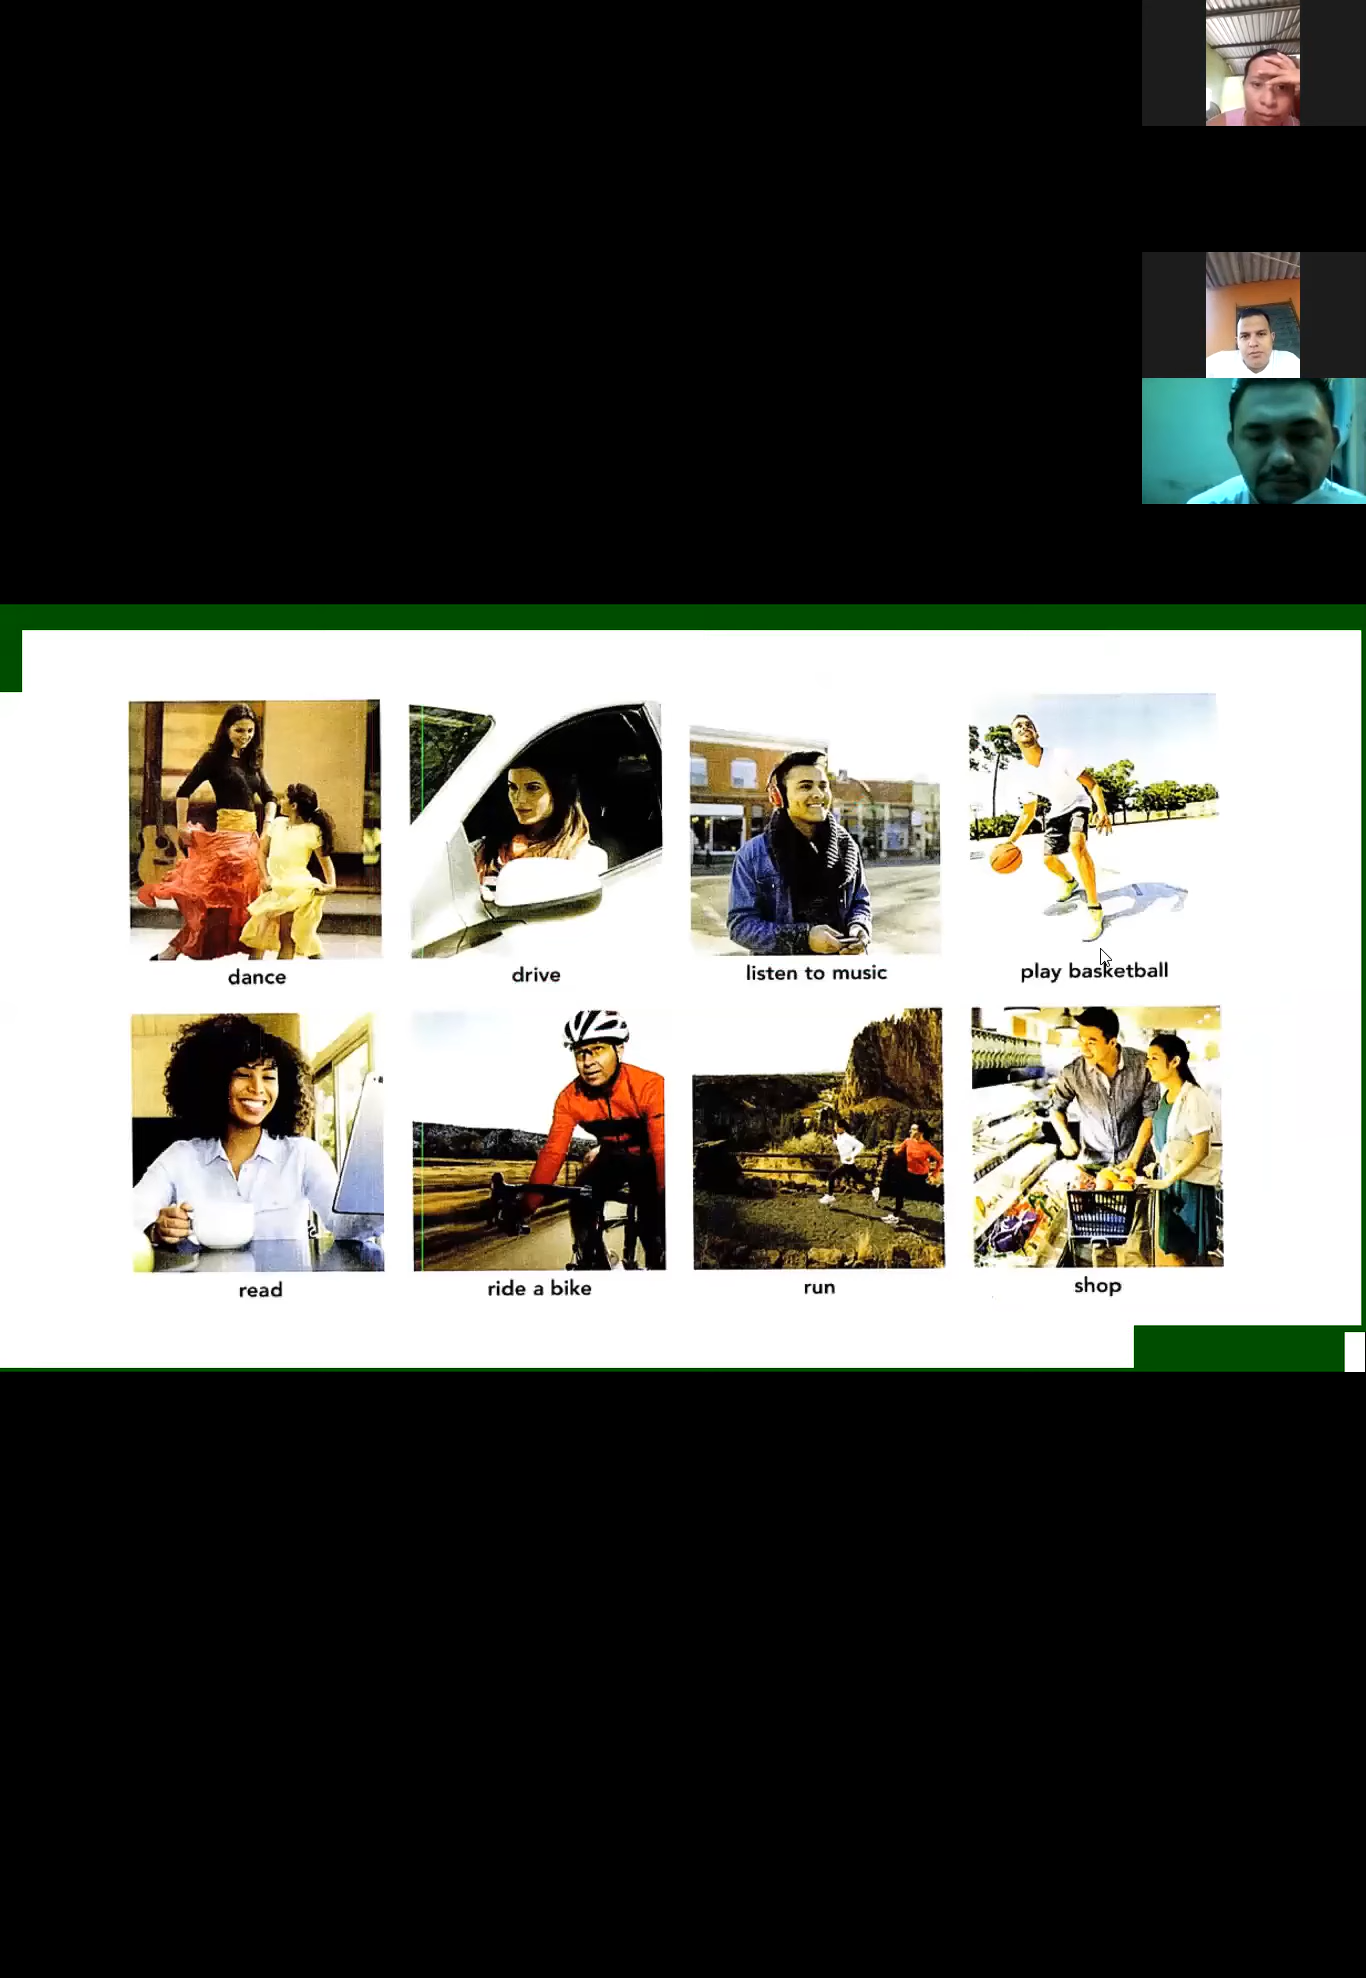 dance
drive
listen to music
play basketball
read
ride a bike
run
shop